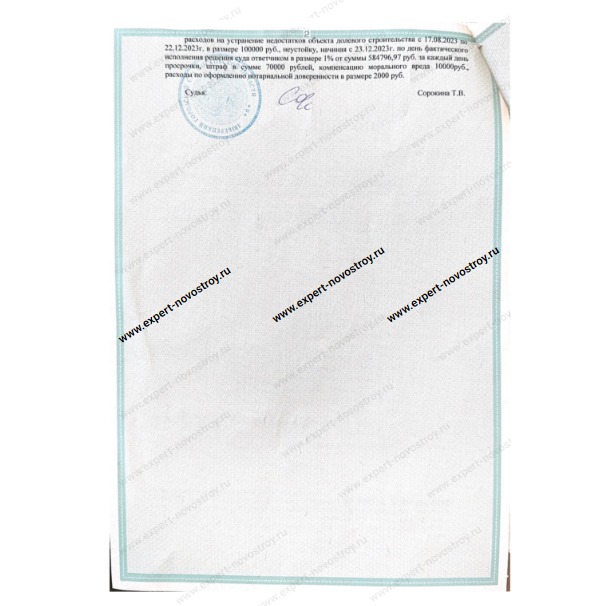 2
расходов на устранение недостатков объекта долевого строительства с 17.08.2023 по
22.12.2023г, в размере 100000 руб., неустойку, начиная с 23.12.2023г. по день фактического
исполнения решения суда ответчиком в размере 1% от суммы 584796,97 руб. за каждый день
просрочки, штраф в сумме 70000 рублей, компенсацию морального вреда 10000руб.,
расходы по оформлению нотариальной доверенности в размере 2000 руб.
Судья: Сорокина Т.В.
www.expert-novostroy.ru
www.expert-novostroy.ru
www.expert-novostroy.ru